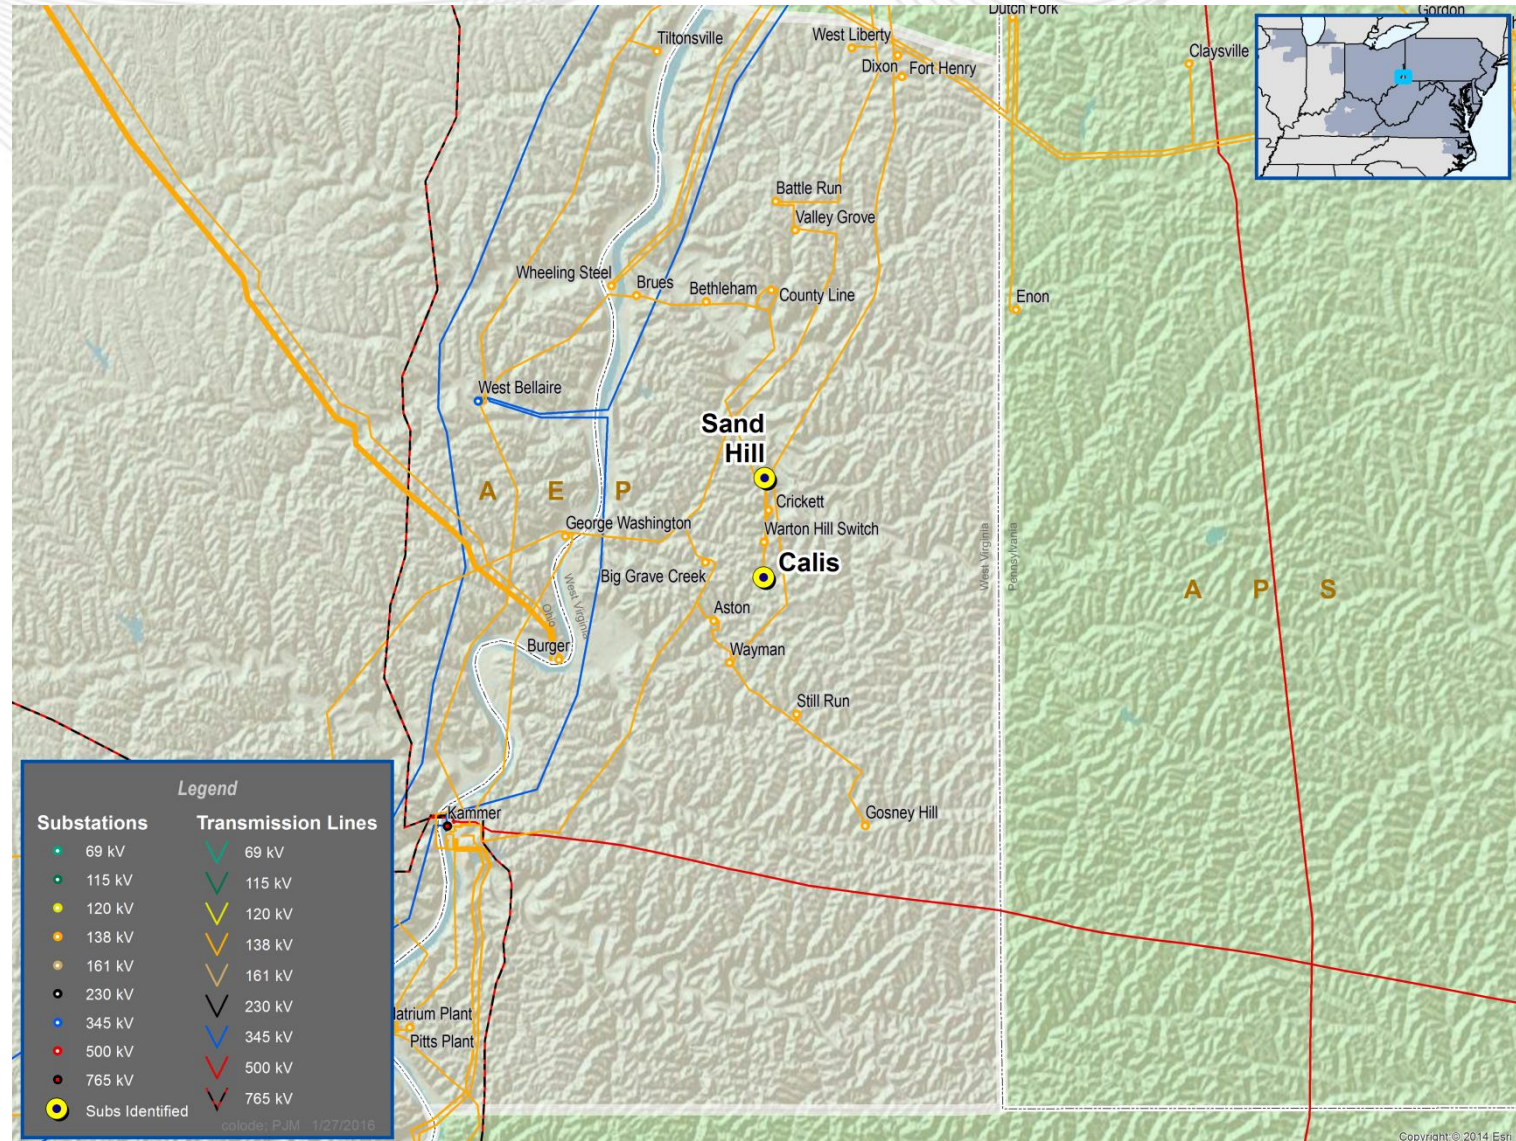 Dutch Fork
Gordon
Tiltonsville
West Liberty
Claysville
Dixon
Fort Henry
Battle Run
Valley Grove
Wheeling Steel
Brues
Bethleham
County Line
Enon
West Bellaire
Sand
Hill
A E P
Crickett
George Washington
Warton Hill Switch
West Virginia
Pennsylvania
Calis
Big Grave Creek
A P S
Ohio
West Virginia
Aston
Burger
Wayman
Still Run
Kammer
Gosney Hill
Natrium Plant
Pitts Plant
Legend
Substations Transmission Lines
69 kV 69 kV
115 kV 115 kV
120 kV 120 kV
138 kV 138 kV
161 kV 161 kV
230 kV 230 kV
345 kV 345 kV
500 kV 500 kV
765 kV 765 kV
Subs Identified
colode; PJM 1/27/2016
Copyright:© 2014 Esri